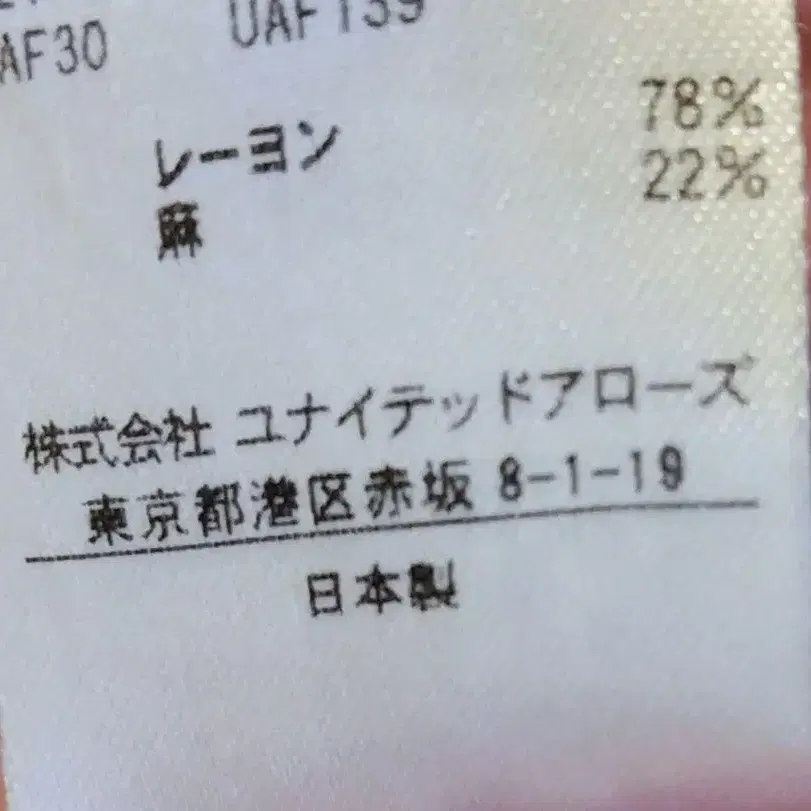 AF30 UAF139
レーヨン 78%
麻 22%
株式会社 ユナイテッドアローズ
東京都港区赤坂 8-1-19
日本製